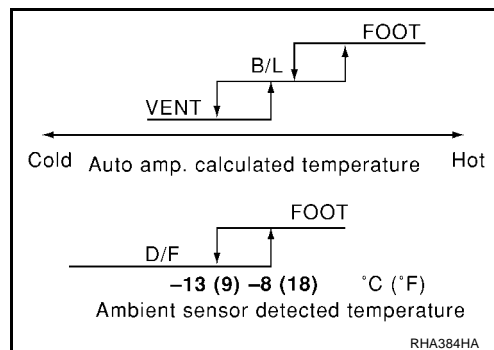 FOOT
B/L
VENT
Cold Auto amp. calculated temperature Hot
FOOT
D/F
–13 (9) –8 (18) °C (°F)
Ambient sensor detected temperature
RHA384HA